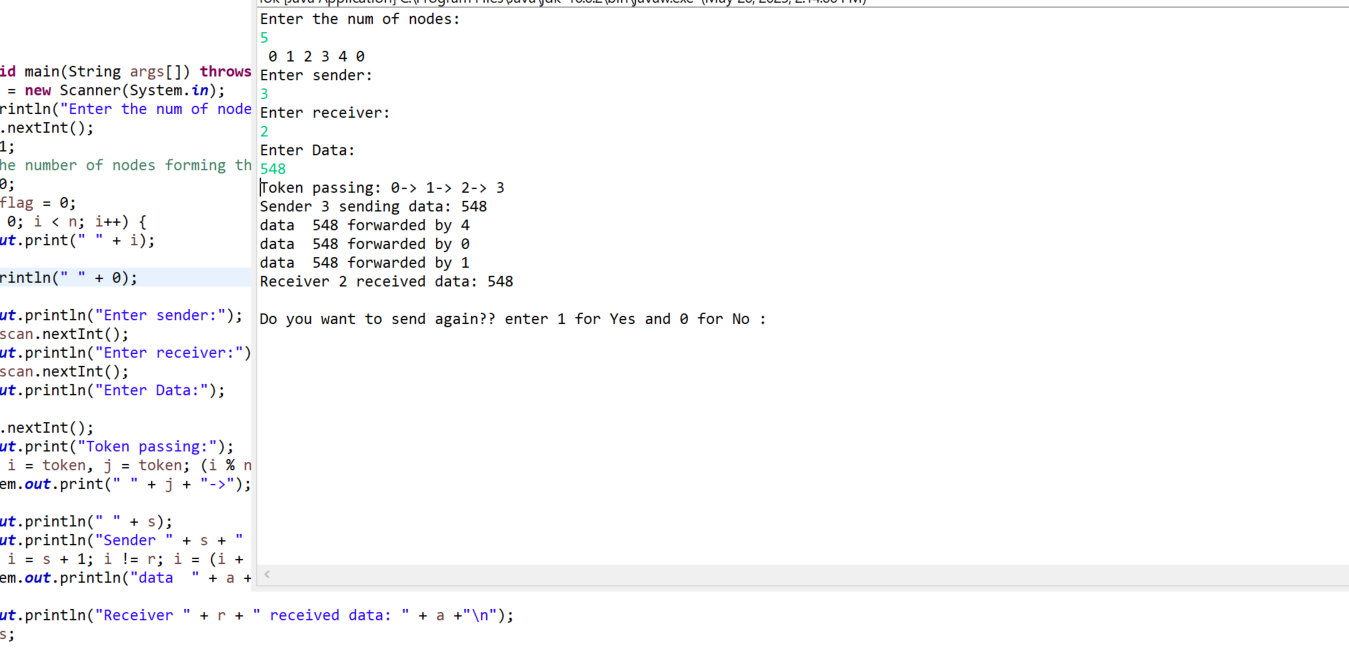 Enter the num of nodes:
5
0 1 2 3 4 0
Enter sender:
3
Enter receiver:
2
Enter Data:
548
Token passing: 0-> 1-> 2-> 3
Sender 3 sending data: 548
data  548 forwarded by 4
data  548 forwarded by 0
data  548 forwarded by 1
Receiver 2 received data: 548
Do you want to send again?? enter 1 for Yes and 0 for No :
id main(String args[]) throws
= new Scanner(System.in);
rintln("Enter the num of node
.nextInt();
1;
he number of nodes forming th
0;
flag = 0;
0; i < n; i++) {
ut.print(" " + i);
rintln(" " + 0);
ut.println("Enter sender:");
scan.nextInt();
ut.println("Enter receiver:")
scan.nextInt();
ut.println("Enter Data:");
.nextInt();
ut.print("Token passing:");
i = token, j = token; (i % n
em.out.print(" " + j + "->");
ut.println(" " + s);
ut.println("Sender " + s + "
i = s + 1; i != r; i = (i +
em.out.println("data  " + a +
ut.println("Receiver " + r + " received data: " + a +"\n");
s;